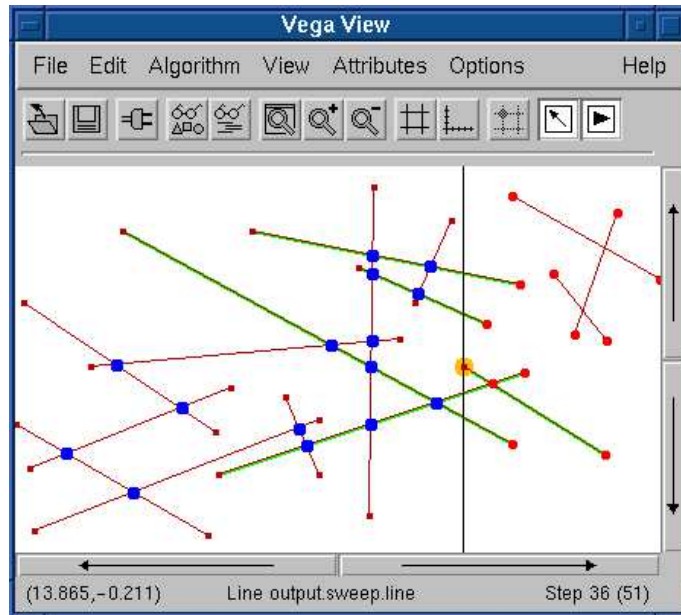 Vega View
File Edit Algorithm View Attributes Options Help
(13.865,-0.211) Line output.sweep.line Step 36 (51)